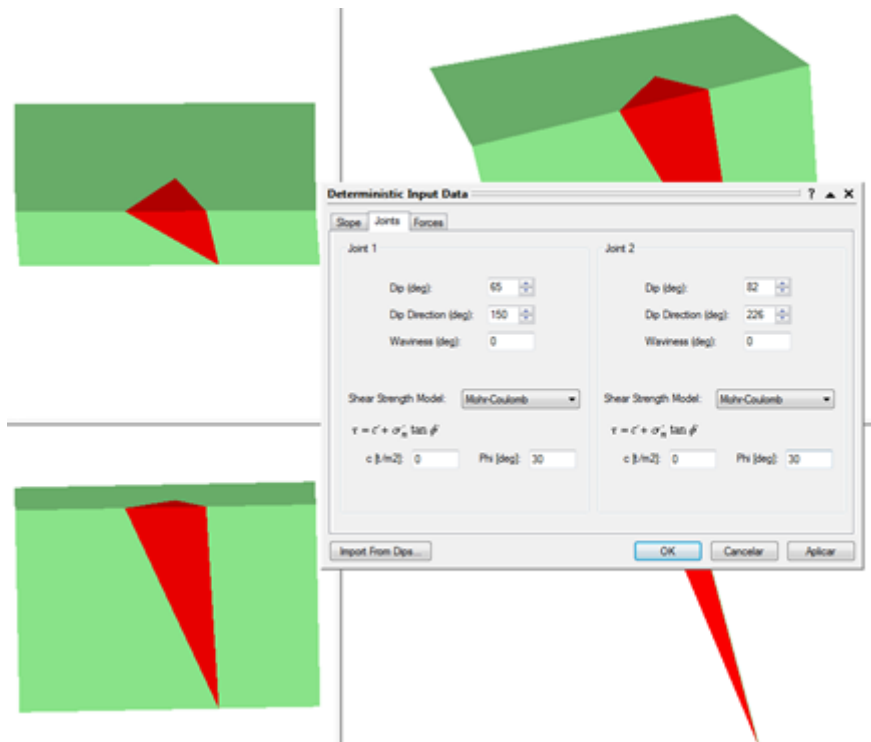 Deterministic Input Data
Slope Joints Forces
Joint 1
Dip (deg): 65
Dip Direction (deg): 150
Waviness (deg): 0
Shear Strength Model: Mohr-Coulomb
τ = c' + σ'n tan φ'
c [t/m2]: 0 Phi [deg]: 30
Joint 2
Dip (deg): 82
Dip Direction (deg): 226
Waviness (deg): 0
Shear Strength Model: Mohr-Coulomb
τ = c' + σ'n tan φ'
c [t/m2]: 0 Phi [deg]: 30
Import From Dips... OK Cancelar Aplicar